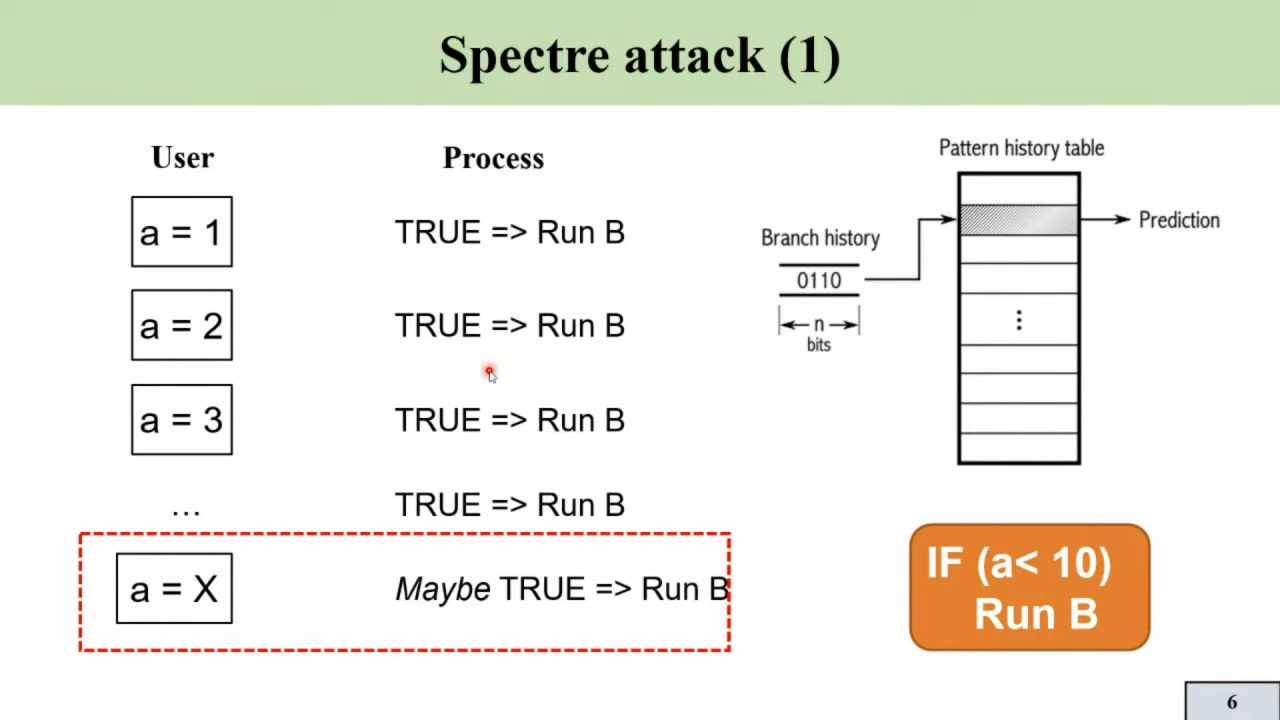 Spectre attack (1)
User
Process
a = 1
TRUE => Run B
a = 2
TRUE => Run B
a = 3
TRUE => Run B
...
TRUE => Run B
a = X
Maybe TRUE => Run B
Pattern history table
Prediction
Branch history
0110
n
bits
⋮
IF (a< 10)
Run B
6